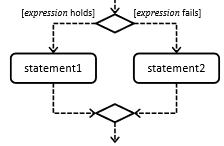 [expression holds] [expression fails]
statement1 statement2